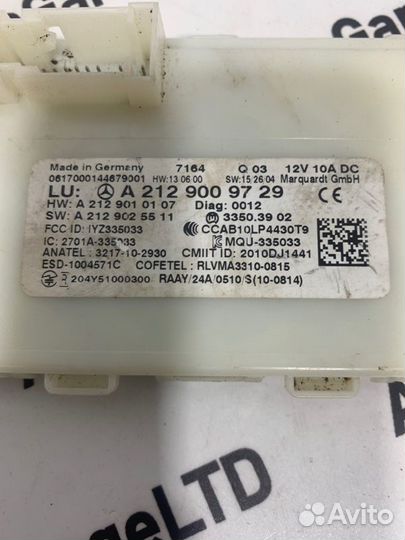 Made in Germany 7164 Q 03 12V 10A DC
0617000144679001 HW:13 06 00 SW:15 26 04 Marquardt GmbH
LU: A 212 900 97 29 CE
HW: A 212 901 01 07 Diag: 0012
SW: A 212 902 55 11 3350.39 02
FCC ID: IYZ335033 CCAB10LP4430T9
IC: 2701A-335033 MQU-335033
ANATEL : 3217-10-2930 CMIIT ID: 2010DJ1441
ESD-1004571C COFETEL: RLVMA3310-0815
204Y51000300 RAAY/24A/0510/S(10-0814)
GarageLTD
Avito